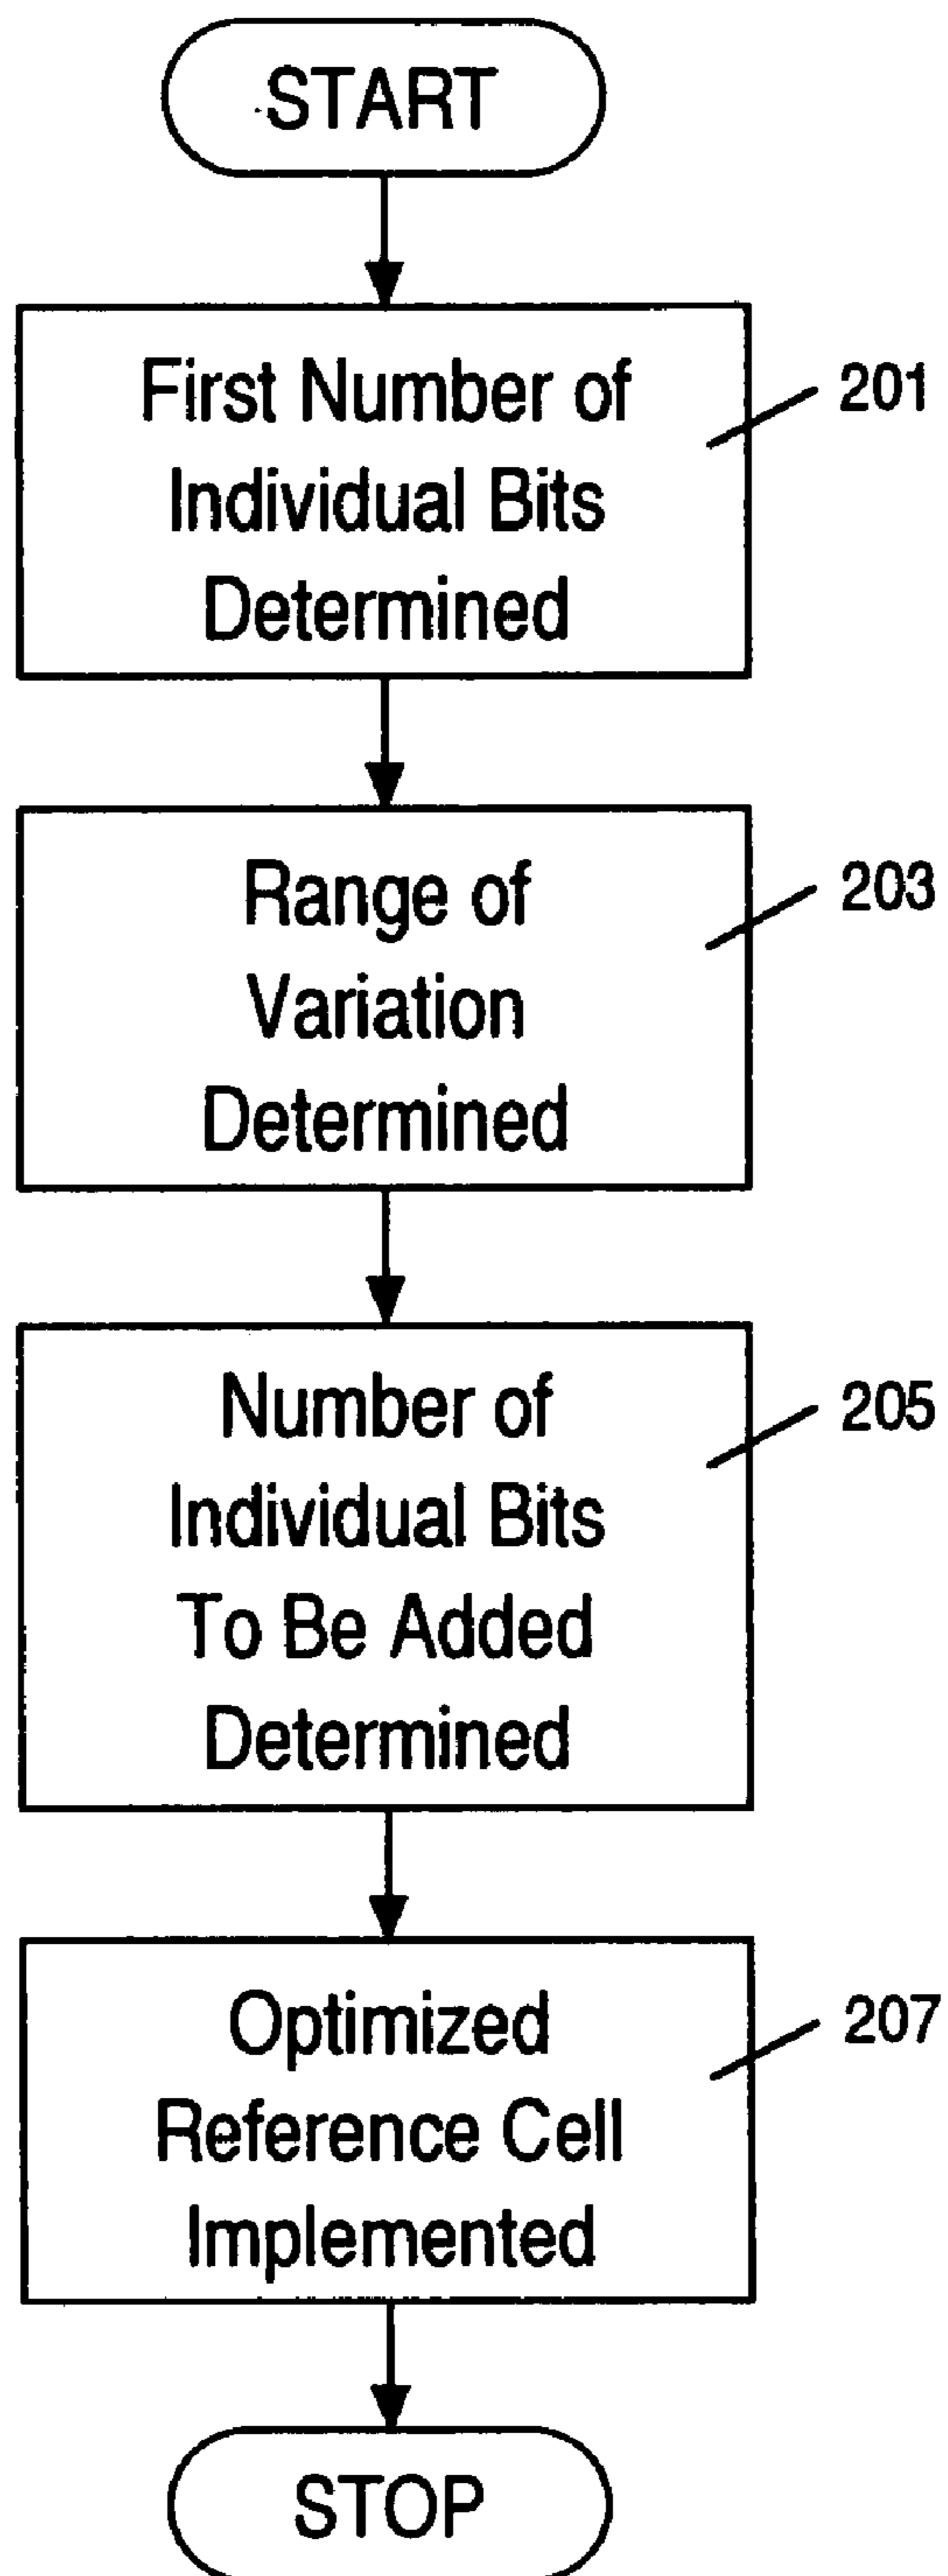 START
First Number of
Individual Bits
Determined
201
Range of
Variation
Determined
203
Number of
Individual Bits
To Be Added
Determined
205
Optimized
Reference Cell
Implemented
207
STOP